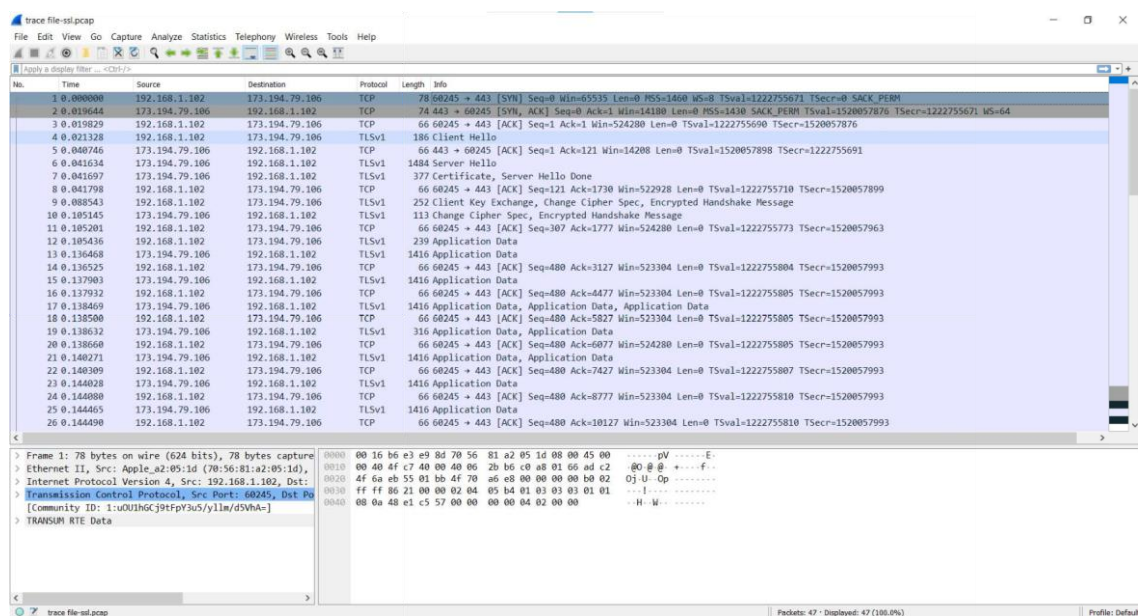 trace file-ssl.pcap
File Edit View Go Capture Analyze Statistics Telephony Wireless Tools Help
Apply a display filter ... <Ctrl-/>
No. Time Source Destination Protocol Length Info
1 0.000000 192.168.1.102 173.194.79.106 TCP 78 60245 → 443 [SYN] Seq=0 Win=65535 Len=0 MSS=1460 WS=8 TSval=1222755671 TSecr=0 SACK_PERM
2 0.019644 173.194.79.106 192.168.1.102 TCP 74 443 → 60245 [SYN, ACK] Seq=0 Ack=1 Win=14180 Len=0 MSS=1430 SACK_PERM TSval=1520057876 TSecr=1222755671 WS=64
3 0.019829 192.168.1.102 173.194.79.106 TCP 66 60245 → 443 [ACK] Seq=1 Ack=1 Win=524280 Len=0 TSval=1222755690 TSecr=1520057876
4 0.021328 192.168.1.102 173.194.79.106 TLSv1 186 Client Hello
5 0.040746 173.194.79.106 192.168.1.102 TCP 66 443 → 60245 [ACK] Seq=1 Ack=121 Win=14208 Len=0 TSval=1520057898 TSecr=1222755691
6 0.041634 173.194.79.106 192.168.1.102 TLSv1 1484 Server Hello
7 0.041697 173.194.79.106 192.168.1.102 TLSv1 377 Certificate, Server Hello Done
8 0.041798 192.168.1.102 173.194.79.106 TCP 66 60245 → 443 [ACK] Seq=121 Ack=1730 Win=522928 Len=0 TSval=1222755710 TSecr=1520057899
9 0.088543 192.168.1.102 173.194.79.106 TLSv1 252 Client Key Exchange, Change Cipher Spec, Encrypted Handshake Message
10 0.105145 173.194.79.106 192.168.1.102 TLSv1 113 Change Cipher Spec, Encrypted Handshake Message
11 0.105201 192.168.1.102 173.194.79.106 TCP 66 60245 → 443 [ACK] Seq=307 Ack=1777 Win=524280 Len=0 TSval=1222755773 TSecr=1520057963
12 0.105436 192.168.1.102 173.194.79.106 TLSv1 239 Application Data
13 0.136468 173.194.79.106 192.168.1.102 TLSv1 1416 Application Data
14 0.136525 192.168.1.102 173.194.79.106 TCP 66 60245 → 443 [ACK] Seq=480 Ack=3127 Win=523304 Len=0 TSval=1222755804 TSecr=1520057993
15 0.137903 173.194.79.106 192.168.1.102 TLSv1 1416 Application Data
16 0.137932 192.168.1.102 173.194.79.106 TCP 66 60245 → 443 [ACK] Seq=480 Ack=4477 Win=523304 Len=0 TSval=1222755805 TSecr=1520057993
17 0.138469 173.194.79.106 192.168.1.102 TLSv1 1416 Application Data, Application Data, Application Data
18 0.138500 192.168.1.102 173.194.79.106 TCP 66 60245 → 443 [ACK] Seq=480 Ack=5827 Win=523304 Len=0 TSval=1222755805 TSecr=1520057993
19 0.138632 173.194.79.106 192.168.1.102 TLSv1 316 Application Data, Application Data
20 0.138660 192.168.1.102 173.194.79.106 TCP 66 60245 → 443 [ACK] Seq=480 Ack=6077 Win=524280 Len=0 TSval=1222755805 TSecr=1520057993
21 0.140271 173.194.79.106 192.168.1.102 TLSv1 1416 Application Data, Application Data
22 0.140309 192.168.1.102 173.194.79.106 TCP 66 60245 → 443 [ACK] Seq=480 Ack=7427 Win=523304 Len=0 TSval=1222755807 TSecr=1520057993
23 0.144028 173.194.79.106 192.168.1.102 TLSv1 1416 Application Data
24 0.144080 192.168.1.102 173.194.79.106 TCP 66 60245 → 443 [ACK] Seq=480 Ack=8777 Win=523304 Len=0 TSval=1222755810 TSecr=1520057993
25 0.144465 173.194.79.106 192.168.1.102 TLSv1 1416 Application Data
26 0.144490 192.168.1.102 173.194.79.106 TCP 66 60245 → 443 [ACK] Seq=480 Ack=10127 Win=523304 Len=0 TSval=1222755810 TSecr=1520057993
Frame 1: 78 bytes on wire (624 bits), 78 bytes capture
Ethernet II, Src: Apple_a2:05:1d (70:56:81:a2:05:1d),
Internet Protocol Version 4, Src: 192.168.1.102, Dst:
Transmission Control Protocol, Src Port: 60245, Dst Po
[Community ID: 1:uOU1hGCj9tFpY3u5/yllm/d5VhA=]
TRANSUM RTE Data
0000 00 16 b6 e3 e9 8d 70 56 81 a2 05 1d 08 00 45 00 ······pV ······E·
0010 00 40 4f c7 40 00 40 06 2b b6 c0 a8 01 66 ad c2 ·@O·@·@· +····f··
0020 4f 6a eb 55 01 bb 4f 70 a6 e8 00 00 00 00 b0 02 Oj·U··Op ········
0030 ff ff 86 21 00 00 02 04 05 b4 01 03 03 03 01 01 ···!···· ········
0040 08 0a 48 e1 c5 57 00 00 00 00 04 02 00 00 ··H··W·· ······
trace file-ssl.pcap
Packets: 47 · Displayed: 47 (100.0%)
Profile: Default